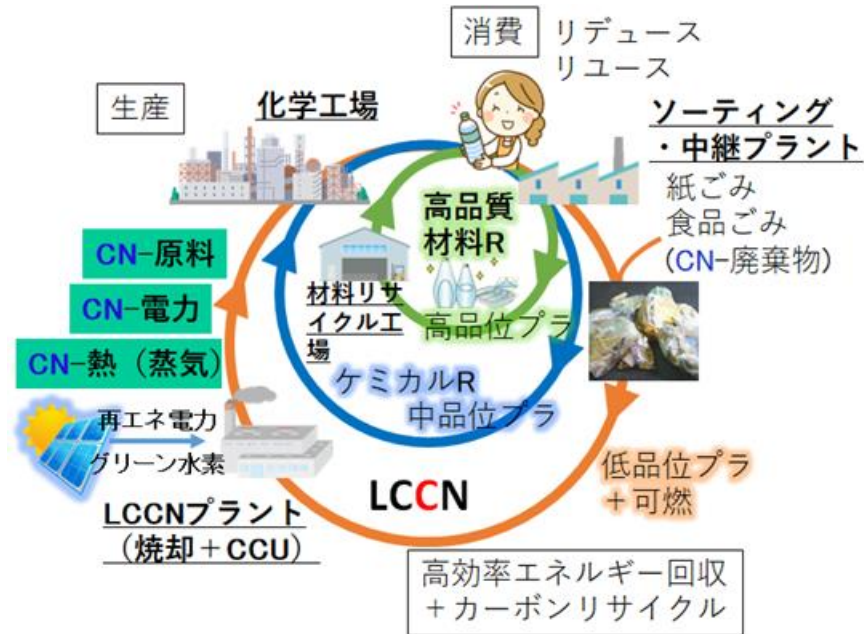 消費
リデュース
リユース
生産
化学工場
ソーティング
・中継プラント
紙ごみ
食品ごみ
(CN-廃棄物)
高品質
材料R
CN-原料
CN-電力
CN-熱（蒸気）
材料リサ
イクル工
場
高品位プラ
ケミカルR
中品位プラ
再エネ電力
グリーン水素
LCCNプラント
（焼却＋CCU）
LCCN
低品位プラ
＋可燃
高効率エネルギー回収
＋カーボンリサイクル